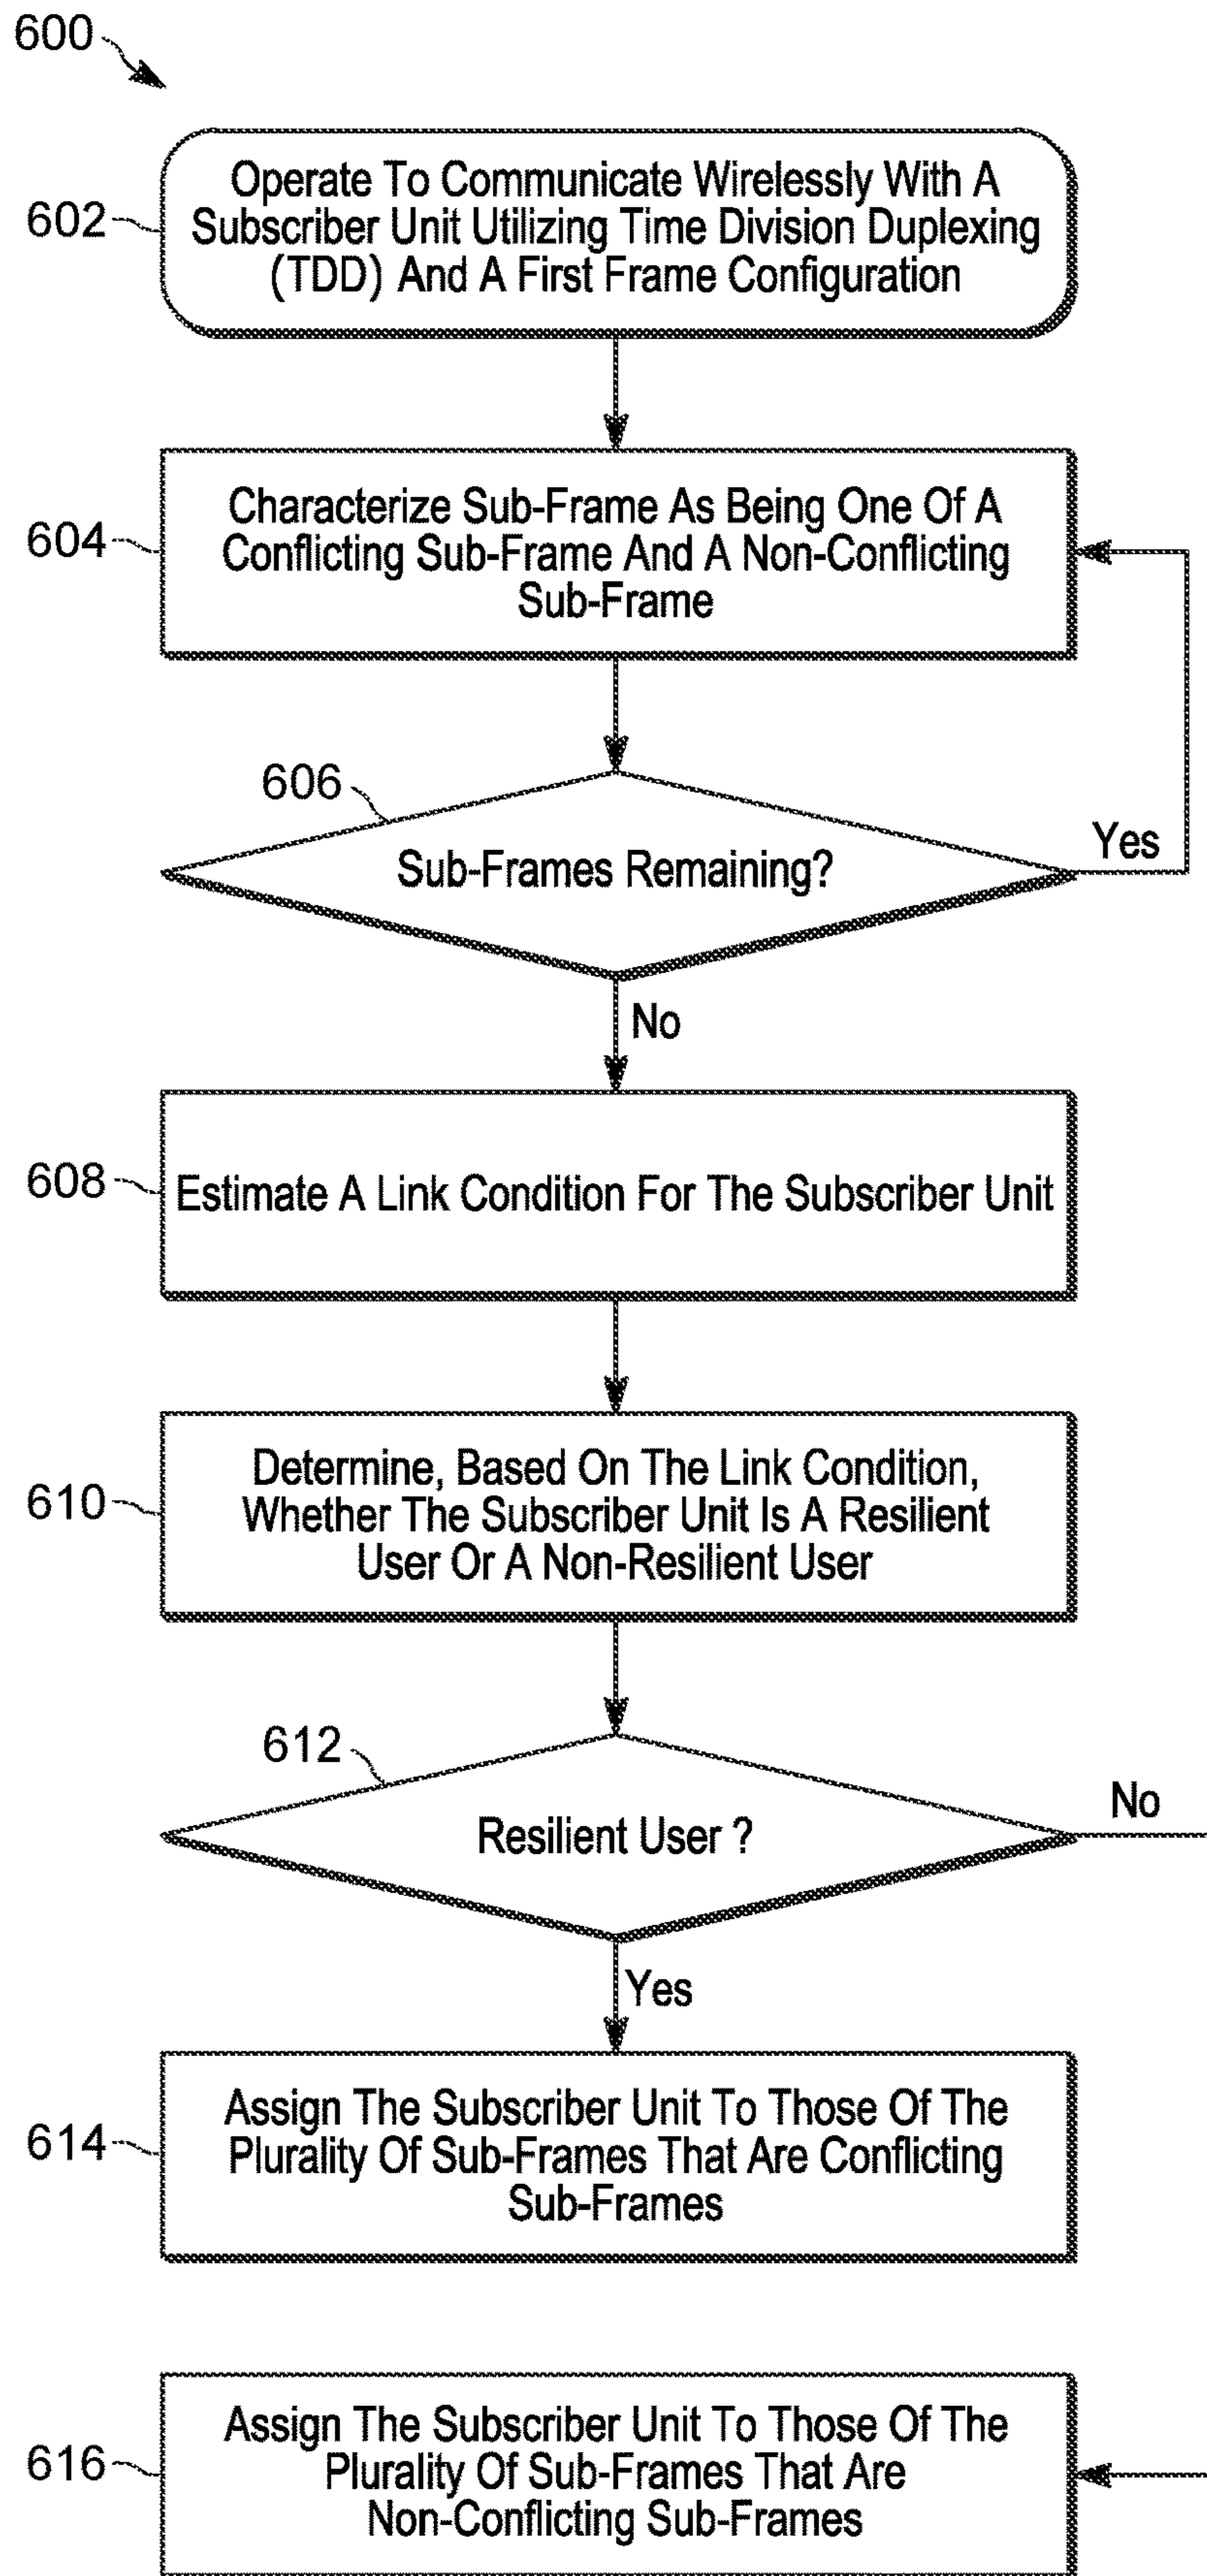 600
602
Operate To Communicate Wirelessly With A
Subscriber Unit Utilizing Time Division Duplexing
(TDD) And A First Frame Configuration
604
Characterize Sub-Frame As Being One Of A
Conflicting Sub-Frame And A Non-Conflicting
Sub-Frame
606
Sub-Frames Remaining?
Yes
No
608
Estimate A Link Condition For The Subscriber Unit
610
Determine, Based On The Link Condition,
Whether The Subscriber Unit Is A Resilient
User Or A Non-Resilient User
612
Resilient User ?
No
Yes
614
Assign The Subscriber Unit To Those Of The
Plurality Of Sub-Frames That Are Conflicting
Sub-Frames
616
Assign The Subscriber Unit To Those Of The
Plurality Of Sub-Frames That Are
Non-Conflicting Sub-Frames